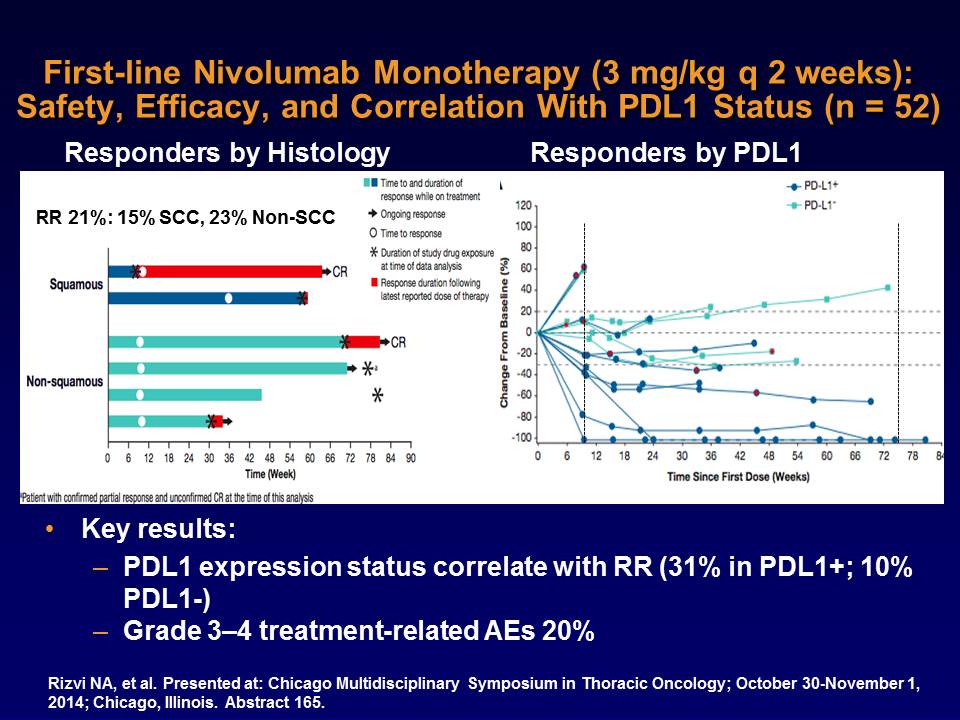 First-line Nivolumab Monotherapy (3 mg/kg q 2 weeks):
Safety, Efficacy, and Correlation With PDL1 Status (n = 52)
Responders by Histology
Responders by PDL1
RR 21%: 15% SCC, 23% Non-SCC
Time to and duration of
response while on treatment
Ongoing response
Time to response
Duration of study drug exposure
at time of data analysis
Response duration following
latest reported dose of therapy
Squamous
CR
Non-squamous
CR
a
0 6 12 18 24 30 36 42 48 54 60 66 72 78 84 90
Time (Week)
aPatient with confirmed partial response and unconfirmed CR at the time of this analysis
PD-L1+
PD-L1-
Change From Baseline (%)
120
100
80
60
40
20
0
-20
-40
-60
-80
-100
0 6 12 18 24 30 36 42 48 54 60 66 72 78 84
Time Since First Dose (Weeks)
• Key results:
– PDL1 expression status correlate with RR (31% in PDL1+; 10%
PDL1-)
– Grade 3–4 treatment-related AEs 20%
Rizvi NA, et al. Presented at: Chicago Multidisciplinary Symposium in Thoracic Oncology; October 30-November 1,
2014; Chicago, Illinois. Abstract 165.